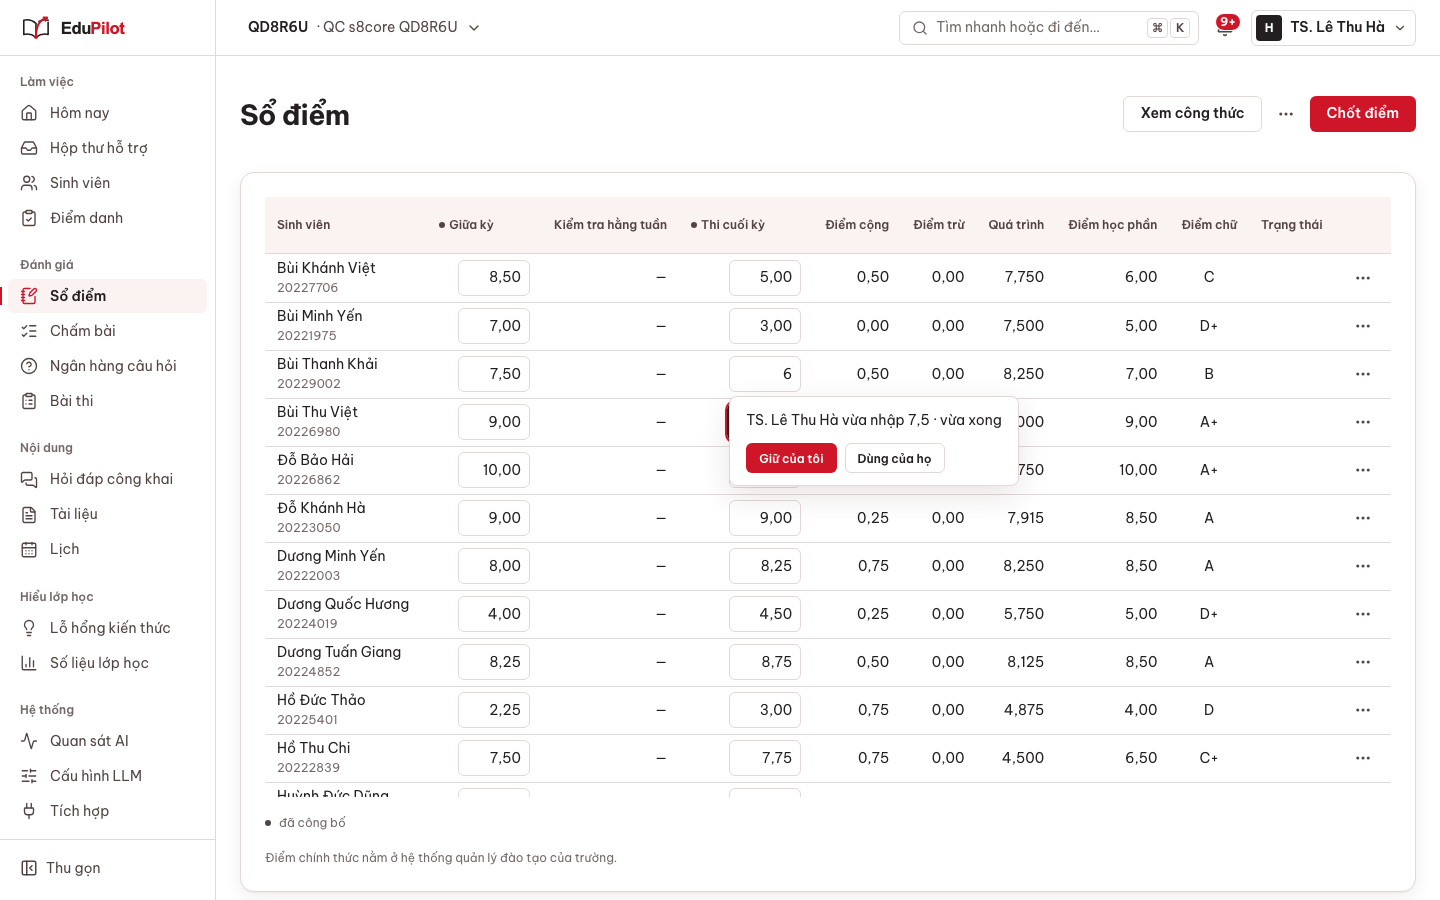 EduPilot
QD8R6U · QC s8core QD8R6U
Tìm nhanh hoặc đi đến...
⌘ K
9+
H
TS. Lê Thu Hà
Làm việc
Hôm nay
Hộp thư hỗ trợ
Sinh viên
Điểm danh
Đánh giá
Sổ điểm
Chấm bài
Ngân hàng câu hỏi
Bài thi
Nội dung
Hỏi đáp công khai
Tài liệu
Lịch
Hiểu lớp học
Lỗ hổng kiến thức
Số liệu lớp học
Hệ thống
Quan sát AI
Cấu hình LLM
Tích hợp
Thu gọn
Sổ điểm
Xem công thức
Chốt điểm
Sinh viên Giữa kỳ Kiểm tra hằng tuần Thi cuối kỳ Điểm cộng Điểm trừ Quá trình Điểm học phần Điểm chữ Trạng thái
Bùi Khánh Việt
20227706
8,50 — 5,00 0,50 0,00 7,750 6,00 C
Bùi Minh Yến
20221975
7,00 — 3,00 0,00 0,00 7,500 5,00 D+
Bùi Thanh Khải
20229002
7,50 — 6 0,50 0,00 8,250 7,00 B
Bùi Thu Việt
20226980
9,00 — 000 9,00 A+
TS. Lê Thu Hà vừa nhập 7,5 · vừa xong
Giữ của tôi
Dùng của họ
Đỗ Bảo Hải
20226862
10,00 — 750 10,00 A+
Đỗ Khánh Hà
20223050
9,00 — 9,00 0,25 0,00 7,915 8,50 A
Dương Minh Yến
20222003
8,00 — 8,25 0,75 0,00 8,250 8,50 A
Dương Quốc Hương
20224019
4,00 — 4,50 0,25 0,00 5,750 5,00 D+
Dương Tuấn Giang
20224852
8,25 — 8,75 0,50 0,00 8,125 8,50 A
Hồ Đức Thảo
20225401
2,25 — 3,00 0,75 0,00 4,875 4,00 D
Hồ Thu Chi
20222839
7,50 — 7,75 0,75 0,00 4,500 6,50 C+
Huỳnh Đức Dũng
đã công bố
Điểm chính thức nằm ở hệ thống quản lý đào tạo của trường.